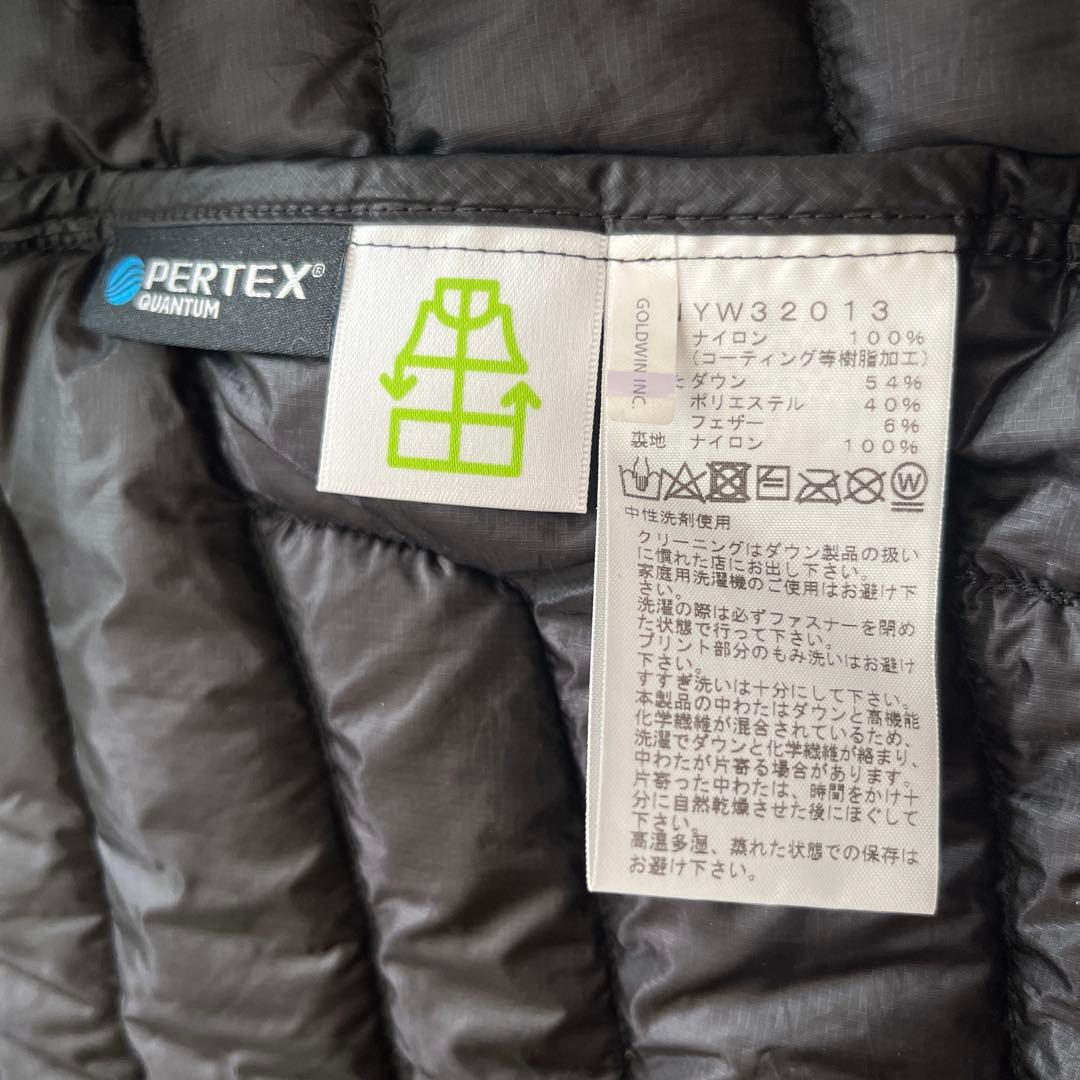 PERTEX®
QUANTUM
GOLDWIN INC.
YW32013
ナイロン 100%
(コーティング等樹脂加工)
た ダウン 54%
ポリエステル 40%
フェザー 6%
裏地 ナイロン 100%
W
中性洗剤使用
クリーニングはダウン製品の扱い
に慣れた店にお出し下さい。
家庭用洗濯機のご使用はお避け下
さい。
洗濯の際は必ずファスナーを閉め
た状態で行って下さい。
プリント部分のもみ洗いはお避け
下さい。
すすぎ洗いは十分にして下さい。
本製品の中わたはダウンと高機能
化学繊維が混合されているため、
洗濯でダウンと化学繊維が絡まり、
中わたが片寄る場合があります。
片寄った中わたは、時間をかけ十
分に自然乾燥させた後にほぐして
下さい。
高温多湿、蒸れた状態での保存は
お避け下さい。